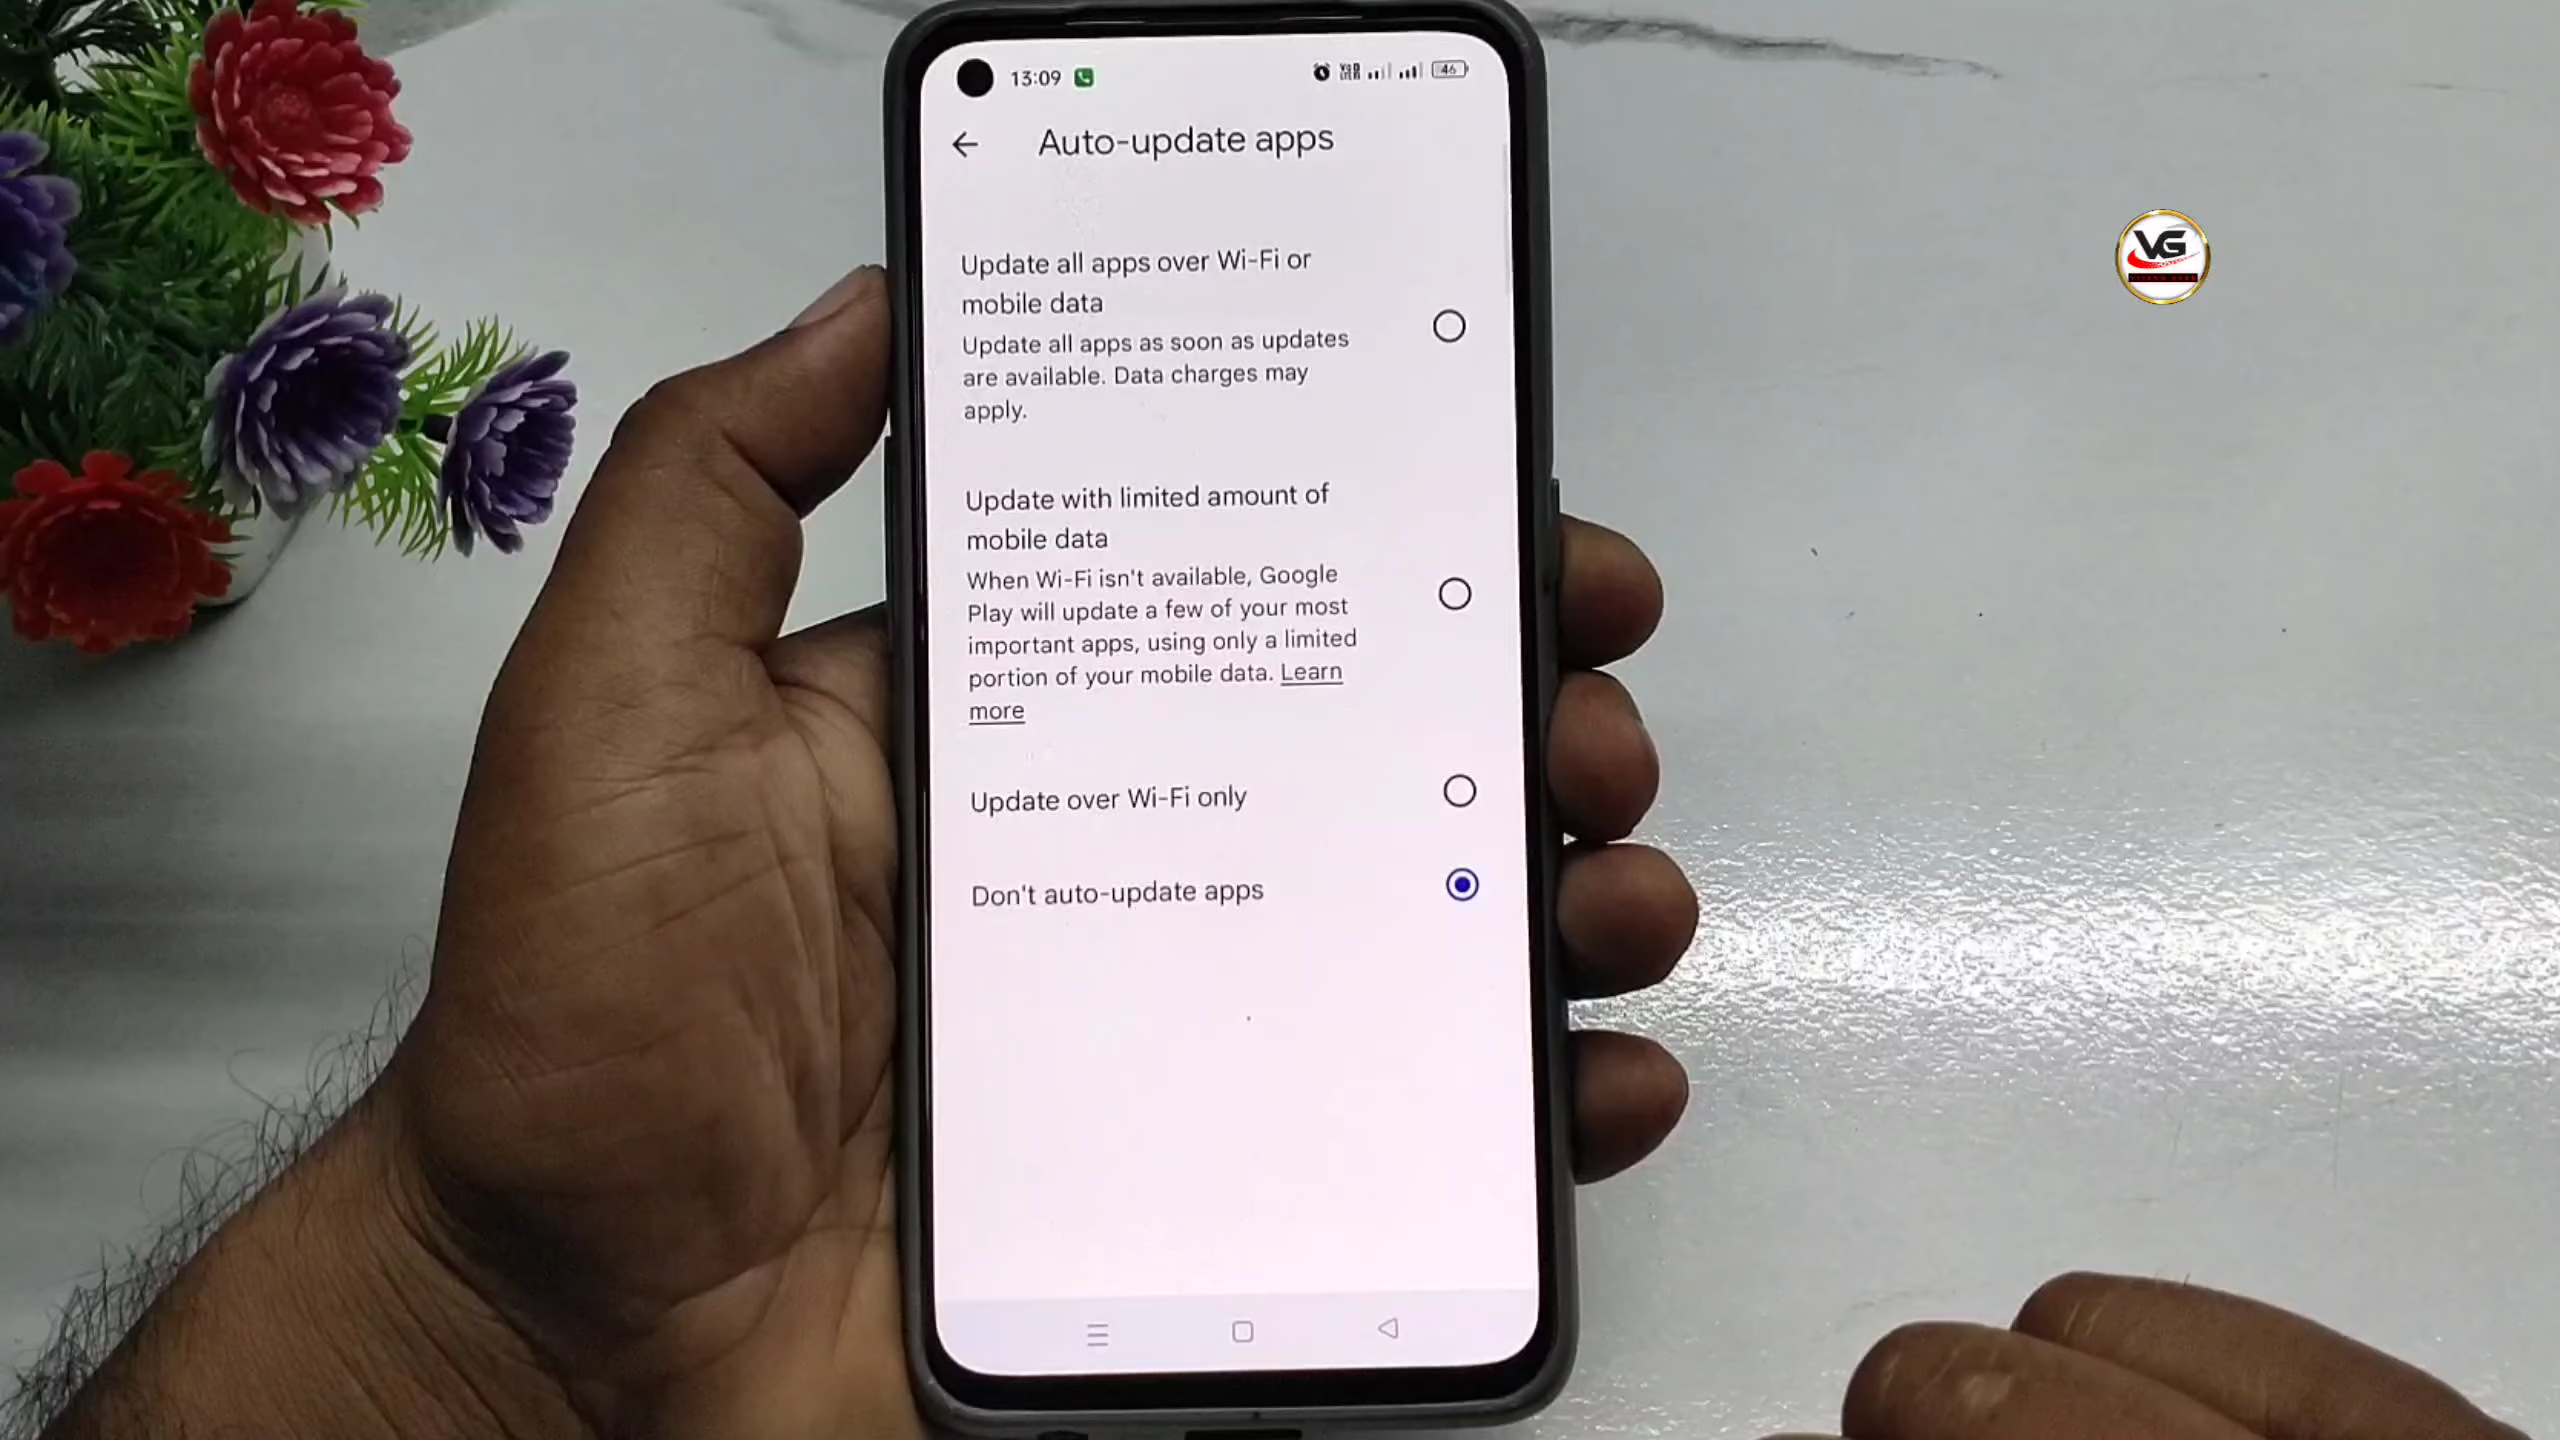 13:09
46
Auto-update apps
Update all apps over Wi-Fi or
mobile data
Update all apps as soon as updates
are available. Data charges may
apply.
Update with limited amount of
mobile data
When Wi-Fi isn't available, Google
Play will update a few of your most
important apps, using only a limited
portion of your mobile data. Learn
more
Update over Wi-Fi only
Don't auto-update apps
VG